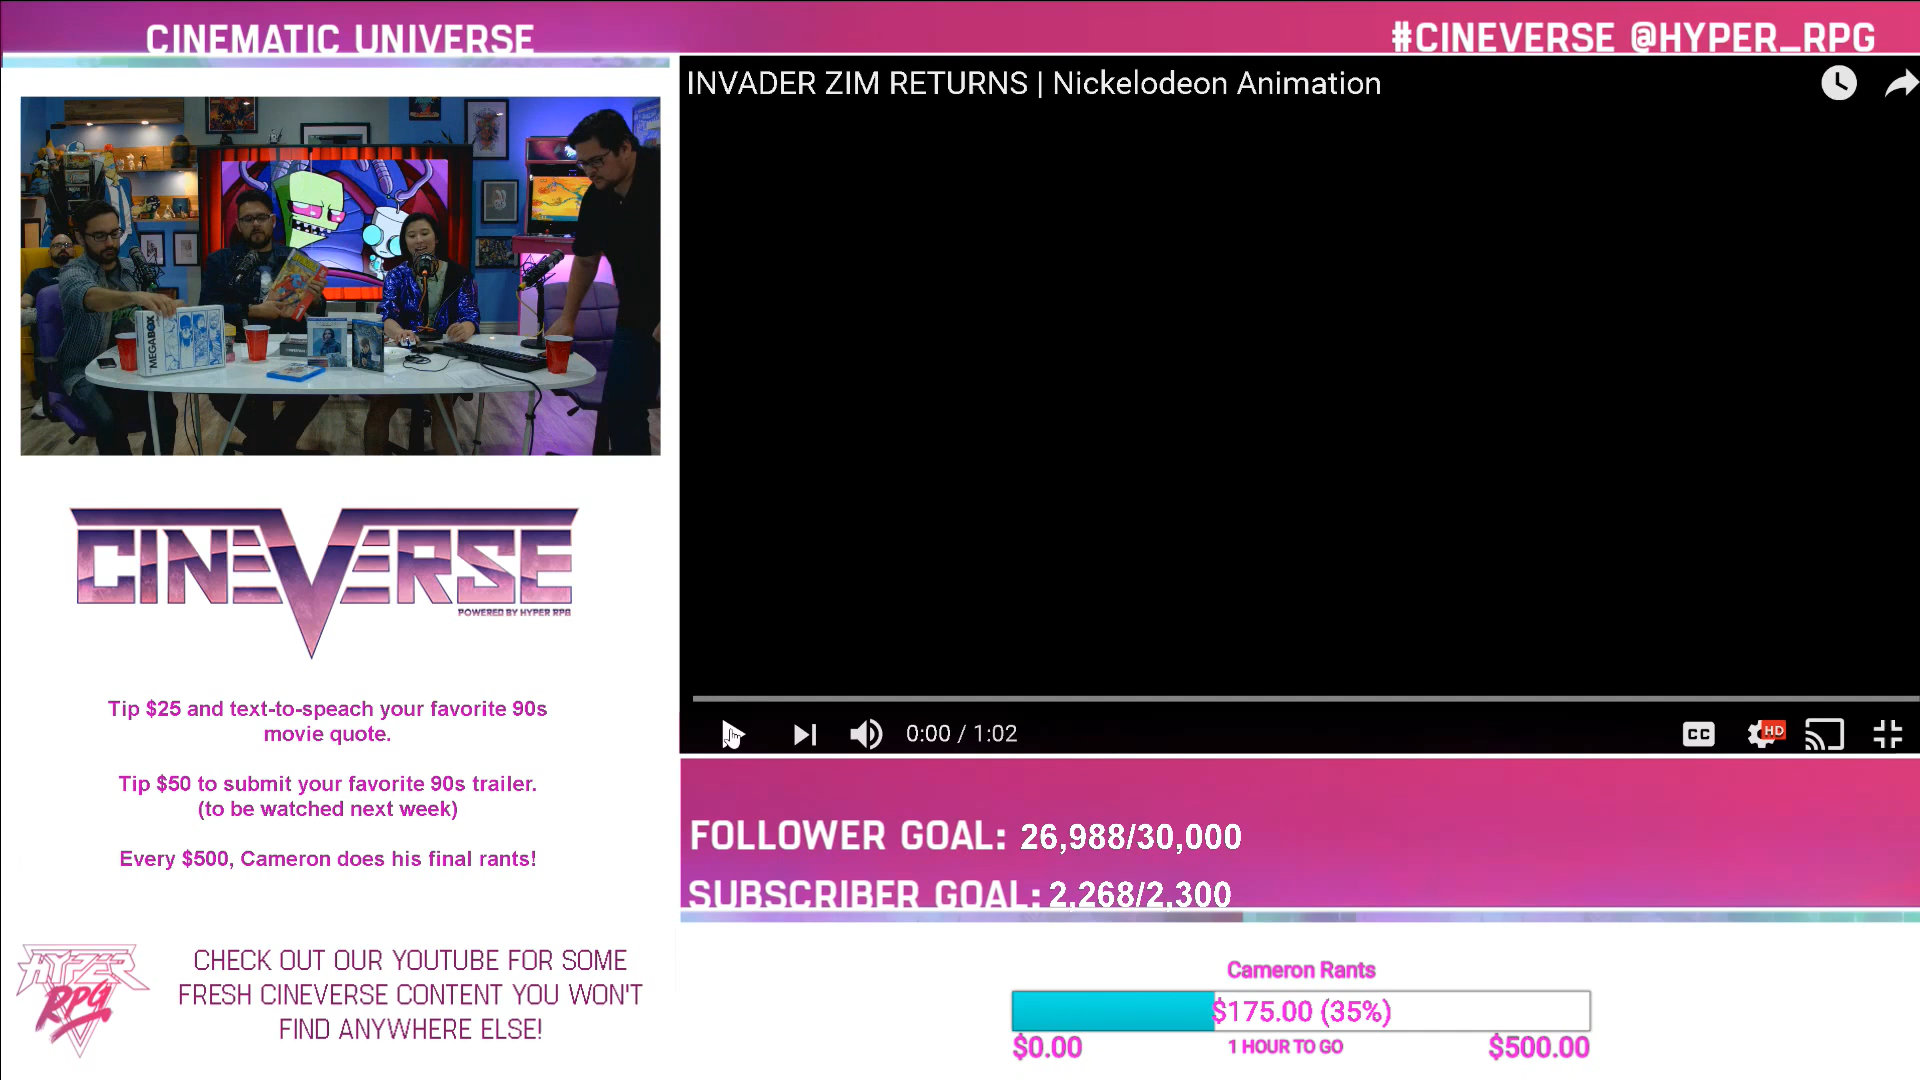 CINEMATIC UNIVERSE
#CINEVERSE @HYPER_RPG
INVADER ZIM RETURNS | Nickelodeon Animation
MEGABOX
CINEVERSE
POWERED BY HYPER RPG
0:00 / 1:02
CC
HD
Tip $25 and text-to-speach your favorite 90s
movie quote.
Tip $50 to submit your favorite 90s trailer.
(to be watched next week)
Every $500, Cameron does his final rants!
FOLLOWER GOAL: 26,988/30,000
SUBSCRIBER GOAL: 2,268/2,300
HYPER
RPG
CHECK OUT OUR YOUTUBE FOR SOME
FRESH CINEVERSE CONTENT YOU WON'T
FIND ANYWHERE ELSE!
Cameron Rants
$175.00 (35%)
$0.00
1 HOUR TO GO
$500.00